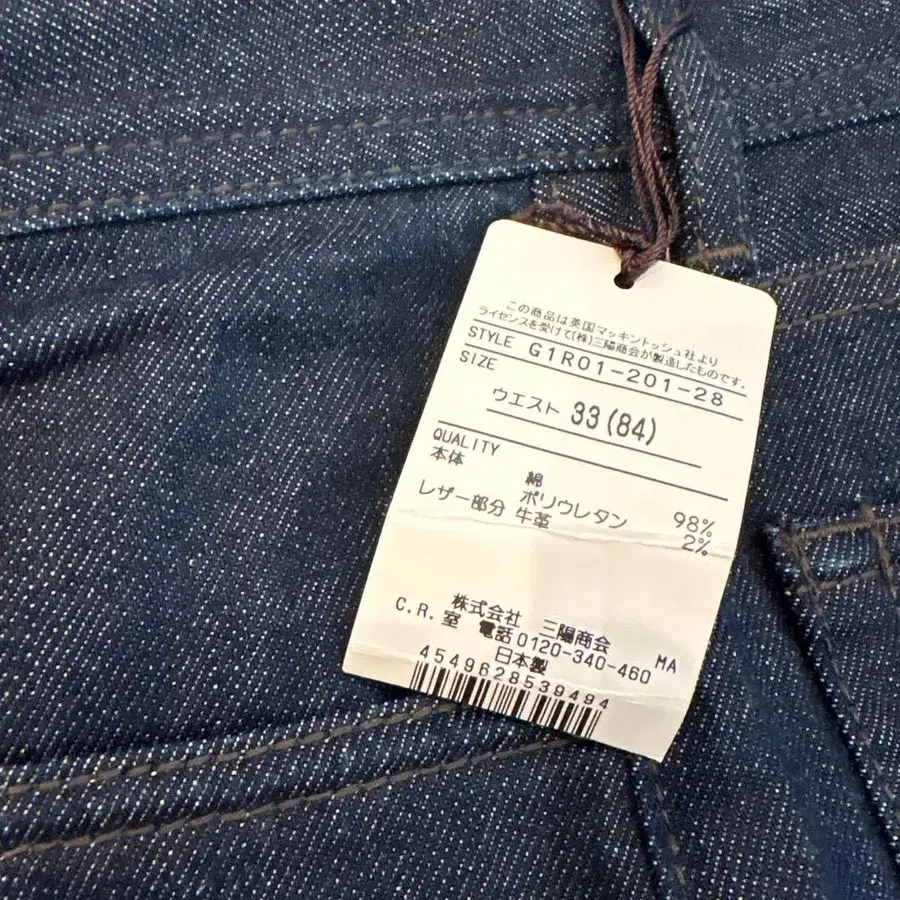 この商品は英国マッキントッシュ社より
ライセンスを受けて(株)三陽商会が製造したものです。
STYLE G1R01-201-28
SIZE
ウエスト 33(84)
QUALITY
本体 綿 98%
ポリウレタン 2%
レザー部分 牛革
株式会社 三陽商会
C.R.室 電話0120-340-460 MA
日本製
4549628539494